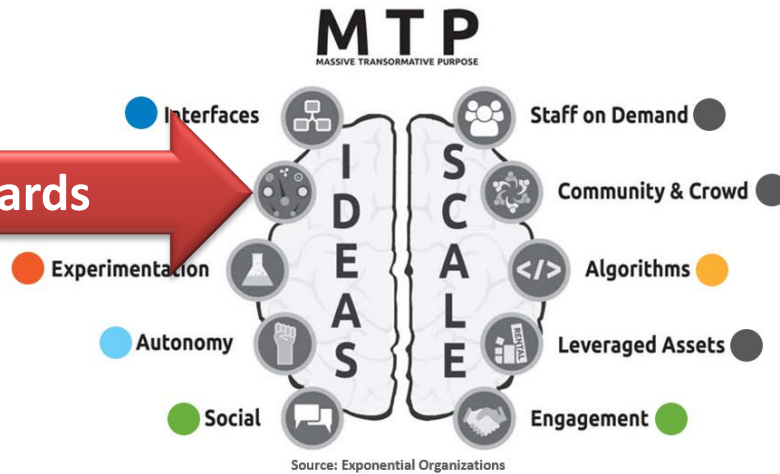 MTP
MASSIVE TRANSORMATIVE PURPOSE
Interfaces
ards
Experimentation
Autonomy
Social
IDEAS
SCALE
Staff on Demand
Community & Crowd
</>
Algorithms
RENTAL
Leveraged Assets
Engagement
Source: Exponential Organizations